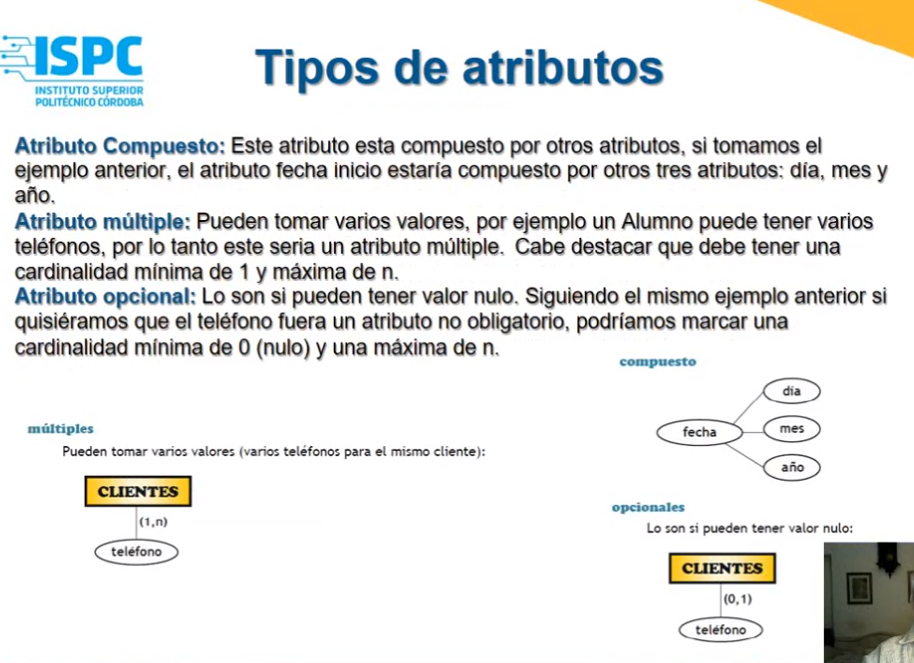 ISPC
INSTITUTO SUPERIOR
POLITÉCNICO CÓRDOBA
Tipos de atributos
Atributo Compuesto: Este atributo esta compuesto por otros atributos, si tomamos el
ejemplo anterior, el atributo fecha inicio estaría compuesto por otros tres atributos: día, mes y
año.
Atributo múltiple: Pueden tomar varios valores, por ejemplo un Alumno puede tener varios
teléfonos, por lo tanto este seria un atributo múltiple. Cabe destacar que debe tener una
cardinalidad mínima de 1 y máxima de n.
Atributo opcional: Lo son si pueden tener valor nulo. Siguiendo el mismo ejemplo anterior si
quisiéramos que el teléfono fuera un atributo no obligatorio, podríamos marcar una
cardinalidad mínima de 0 (nulo) y una máxima de n.
compuesto
día
fecha
mes
año
múltiples
Pueden tomar varios valores (varios teléfonos para el mismo cliente):
CLIENTES
(1,n)
teléfono
opcionales
Lo son si pueden tener valor nulo:
CLIENTES
(0,1)
teléfono